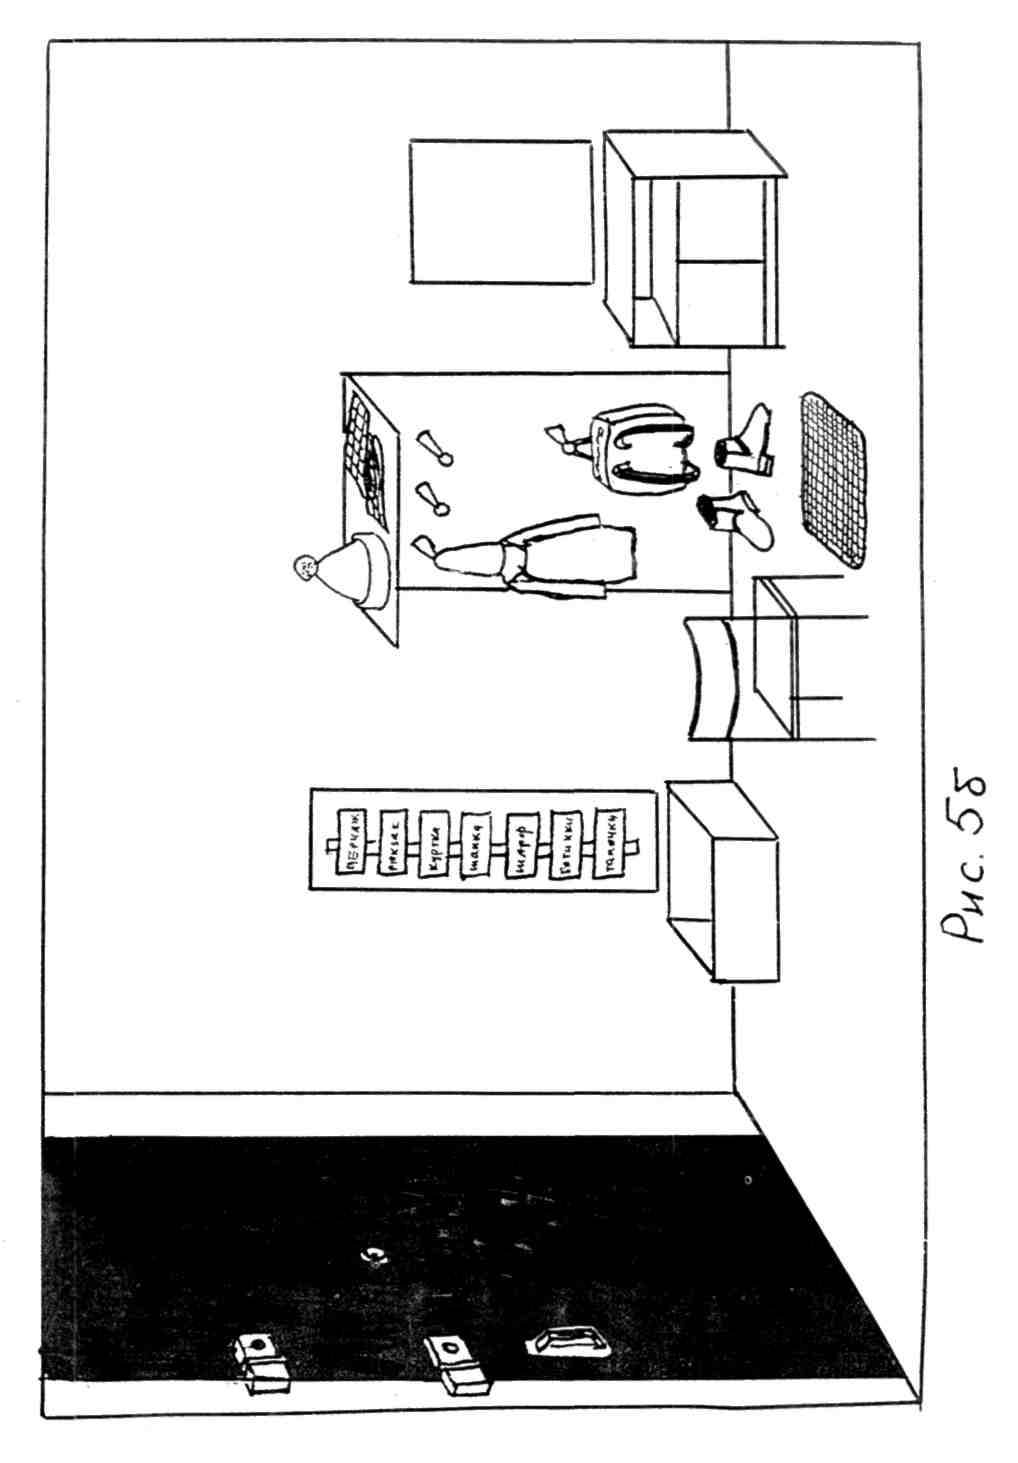 ПЕРЧАТК
рюкзак
куртка
шапка
шарф
ботинки
тапочки
Рис. 5б